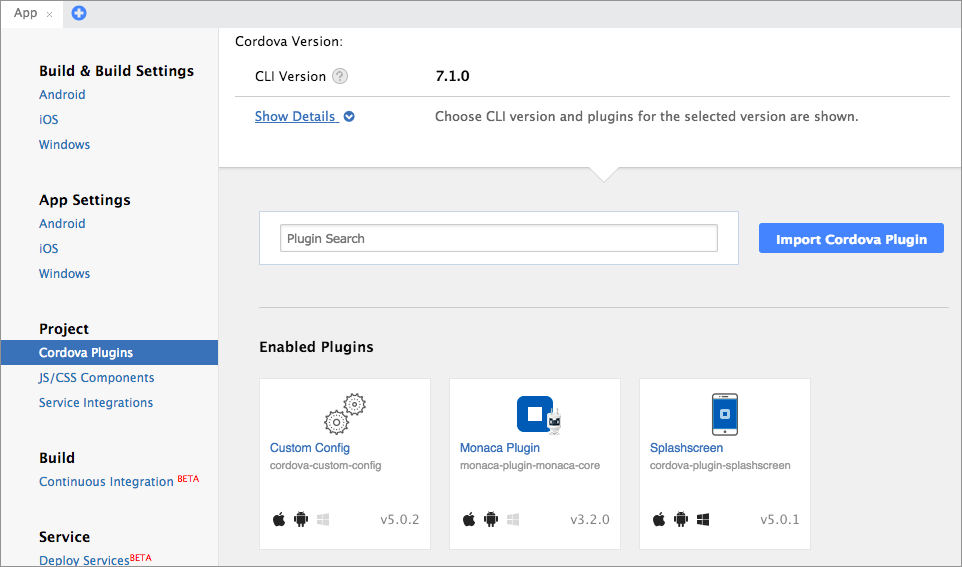 App ×
Build & Build Settings
Android
iOS
Windows
App Settings
Android
iOS
Windows
Project
Cordova Plugins
JS/CSS Components
Service Integrations
Build
Continuous Integration BETA
Service
Deploy Services BETA
Cordova Version:
CLI Version ? 7.1.0
Show Details Choose CLI version and plugins for the selected version are shown.
Plugin Search
Import Cordova Plugin
Enabled Plugins
Custom Config
cordova-custom-config
v5.0.2
Monaca Plugin
monaca-plugin-monaca-core
v3.2.0
Splashscreen
cordova-plugin-splashscreen
v5.0.1